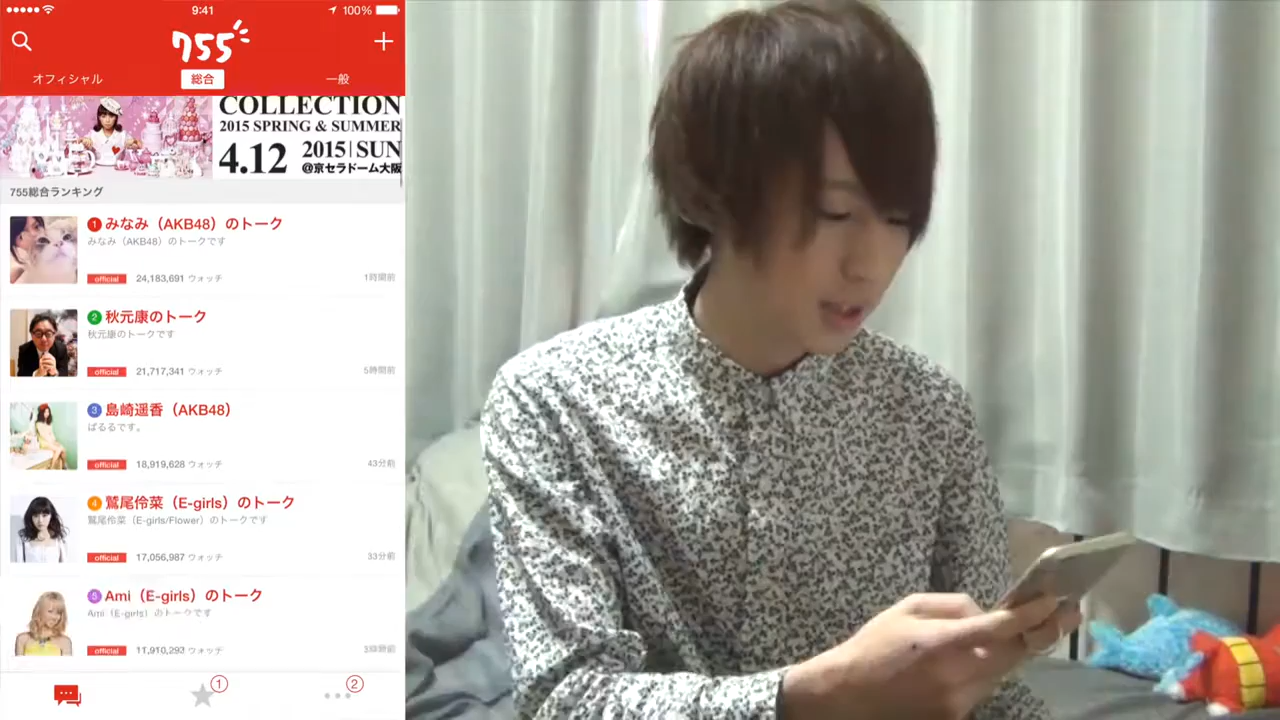 9:41
100%
755
オフィシャル
総合
一般
COLLECTION
2015 SPRING & SUMMER
4.12 2015|SUN
@京セラドーム大阪
755総合ランキング
1 みなみ（AKB48）のトーク
みなみ（AKB48）のトークです
official 24,183,691 ウォッチ 1時間前
2 秋元康のトーク
秋元康のトークです
official 21,717,341 ウォッチ 5時間前
3 島崎遥香（AKB48）
ぱるるです。
official 18,919,628 ウォッチ 43分前
4 鷲尾伶菜（E-girls）のトーク
鷲尾伶菜（E-girls/Flower）のトークです
official 17,056,987 ウォッチ 33分前
5 Ami（E-girls）のトーク
Ami（E-girls）のトークです
official 11,910,293 ウォッチ
1
2